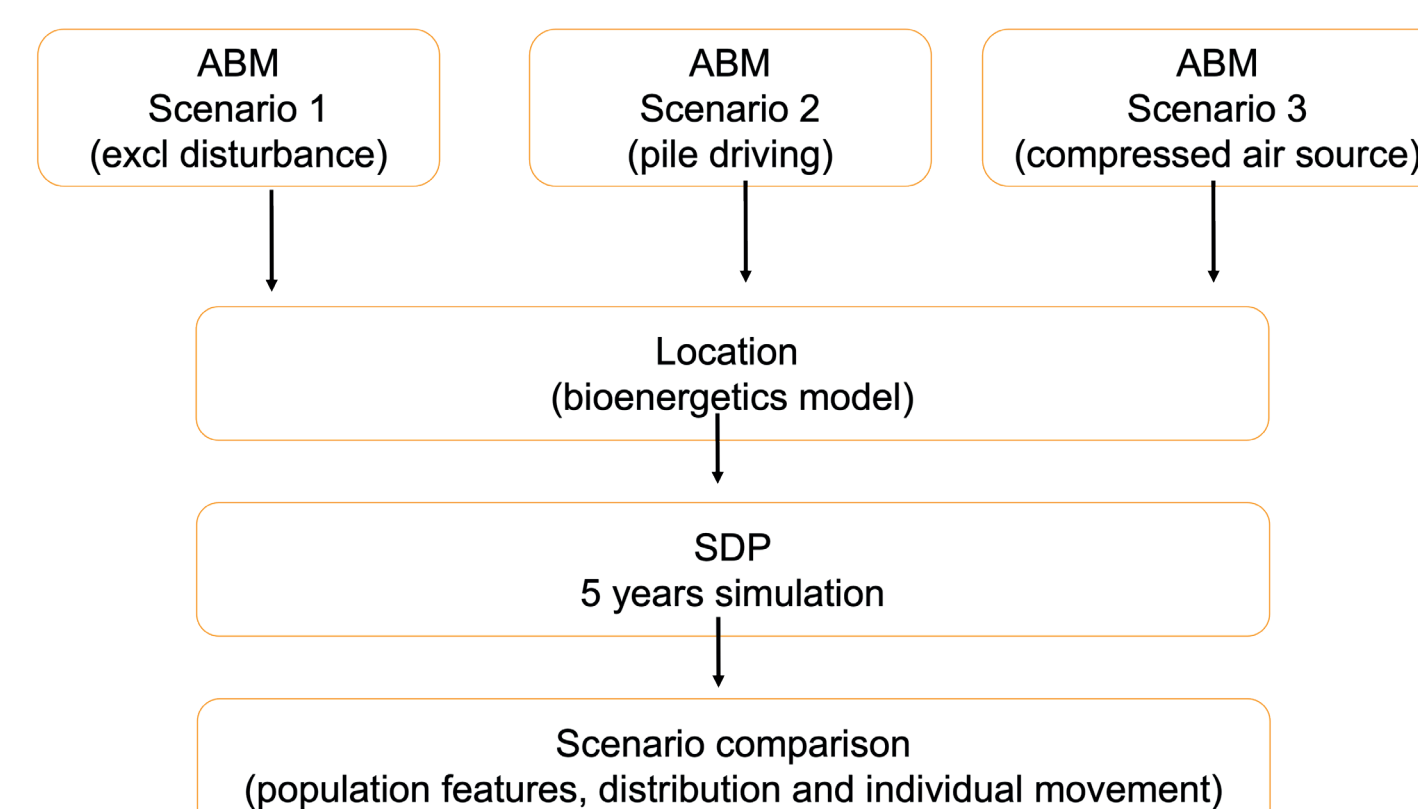 ABM
Scenario 1
(excl disturbance)
ABM
Scenario 2
(pile driving)
ABM
Scenario 3
(compressed air source)
Location
(bioenergetics model)
SDP
5 years simulation
Scenario comparison
(population features, distribution and individual movement)